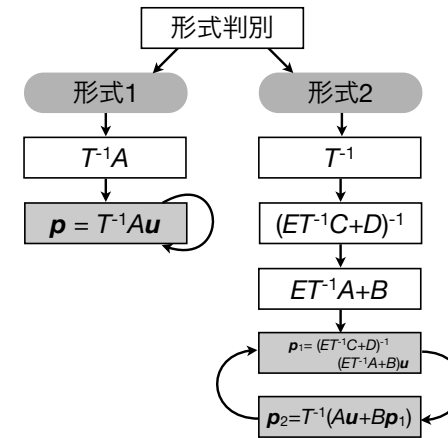 形式判別
形式1
形式2
T⁻¹A
T⁻¹
p = T⁻¹Au
(ET⁻¹C+D)⁻¹
ET⁻¹A+B
p₁= (ET⁻¹C+D)⁻¹
(ET⁻¹A+B)u
p₂=T⁻¹(Au+Bp₁)